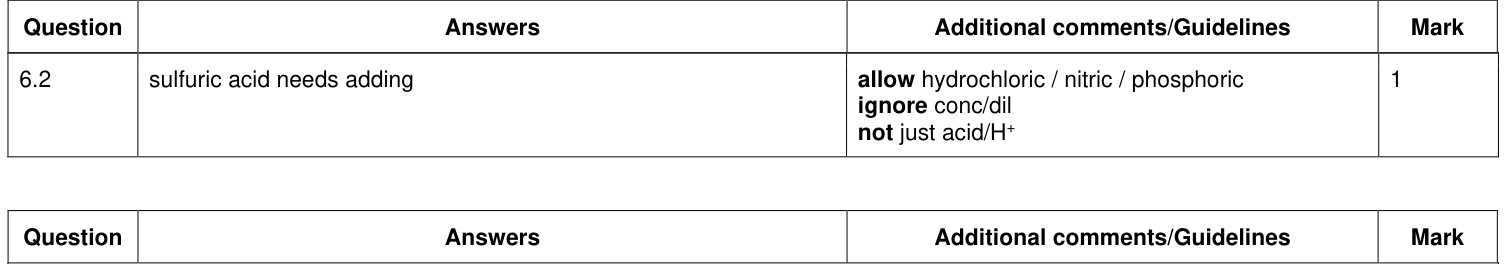 Question Answers Additional comments/Guidelines Mark
6.2 sulfuric acid needs adding allow hydrochloric / nitric / phosphoric 1
ignore conc/dil
not just acid/H⁺
Question Answers Additional comments/Guidelines Mark